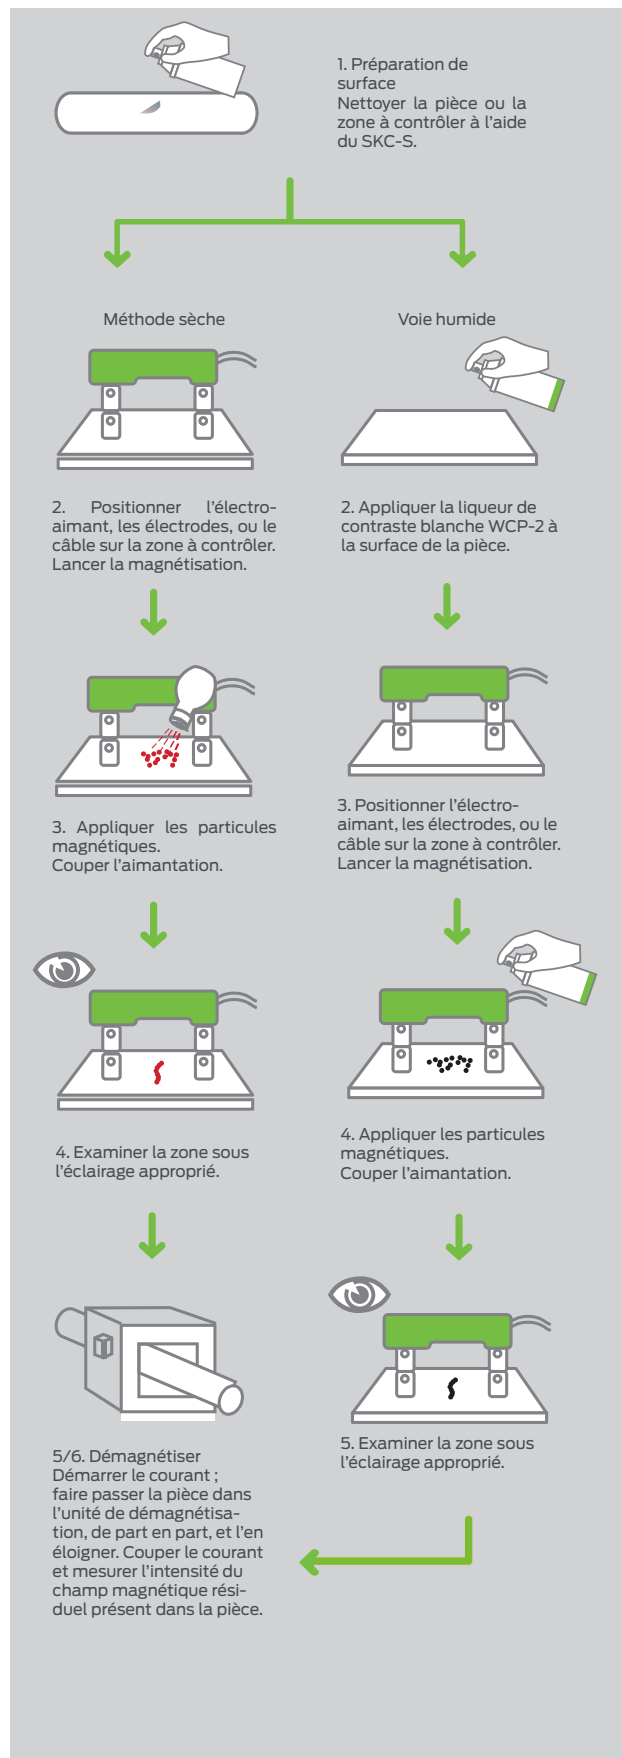 1. Préparation de
surface
Nettoyer la pièce ou la
zone à contrôler à l'aide
du SKC-S.
Méthode sèche
2. Positionner l'électro-
aimant, les électrodes, ou le
câble sur la zone à contrôler.
Lancer la magnétisation.
3. Appliquer les particules
magnétiques.
Couper l'aimantation.
4. Examiner la zone sous
l'éclairage approprié.
Voie humide
2. Appliquer la liqueur de
contraste blanche WCP-2 à
la surface de la pièce.
3. Positionner l'électro-
aimant, les électrodes, ou le
câble sur la zone à contrôler.
Lancer la magnétisation.
4. Appliquer les particules
magnétiques.
Couper l'aimantation.
5. Examiner la zone sous
l'éclairage approprié.
5/6. Démagnétiser
Démarrer le courant ;
faire passer la pièce dans
l'unité de démagnétisa-
tion, de part en part, et l'en
éloigner. Couper le courant
et mesurer l'intensité du
champ magnétique rési-
duel présent dans la pièce.